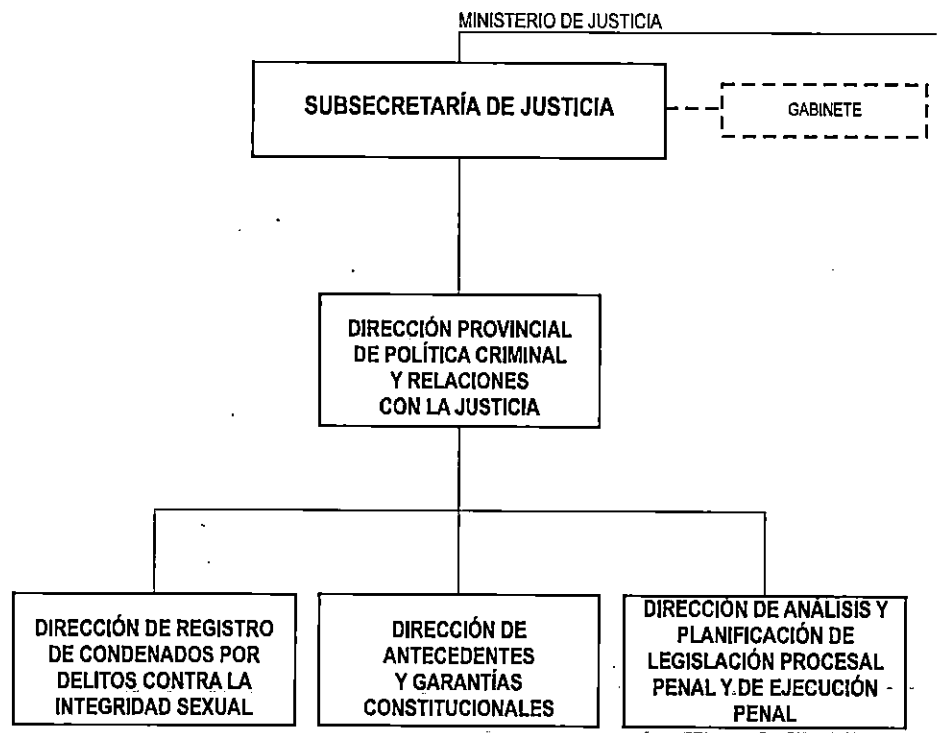 MINISTERIO DE JUSTICIA
SUBSECRETARÍA DE JUSTICIA
GABINETE
DIRECCIÓN PROVINCIAL
DE POLÍTICA CRIMINAL
Y RELACIONES
CON LA JUSTICIA
DIRECCIÓN DE REGISTRO
DE CONDENADOS POR
DELITOS CONTRA LA
INTEGRIDAD SEXUAL
DIRECCIÓN DE
ANTECEDENTES
Y GARANTÍAS
CONSTITUCIONALES
DIRECCIÓN DE ANÁLISIS Y
PLANIFICACIÓN DE
LEGISLACIÓN PROCESAL
PENAL Y DE EJECUCIÓN
PENAL